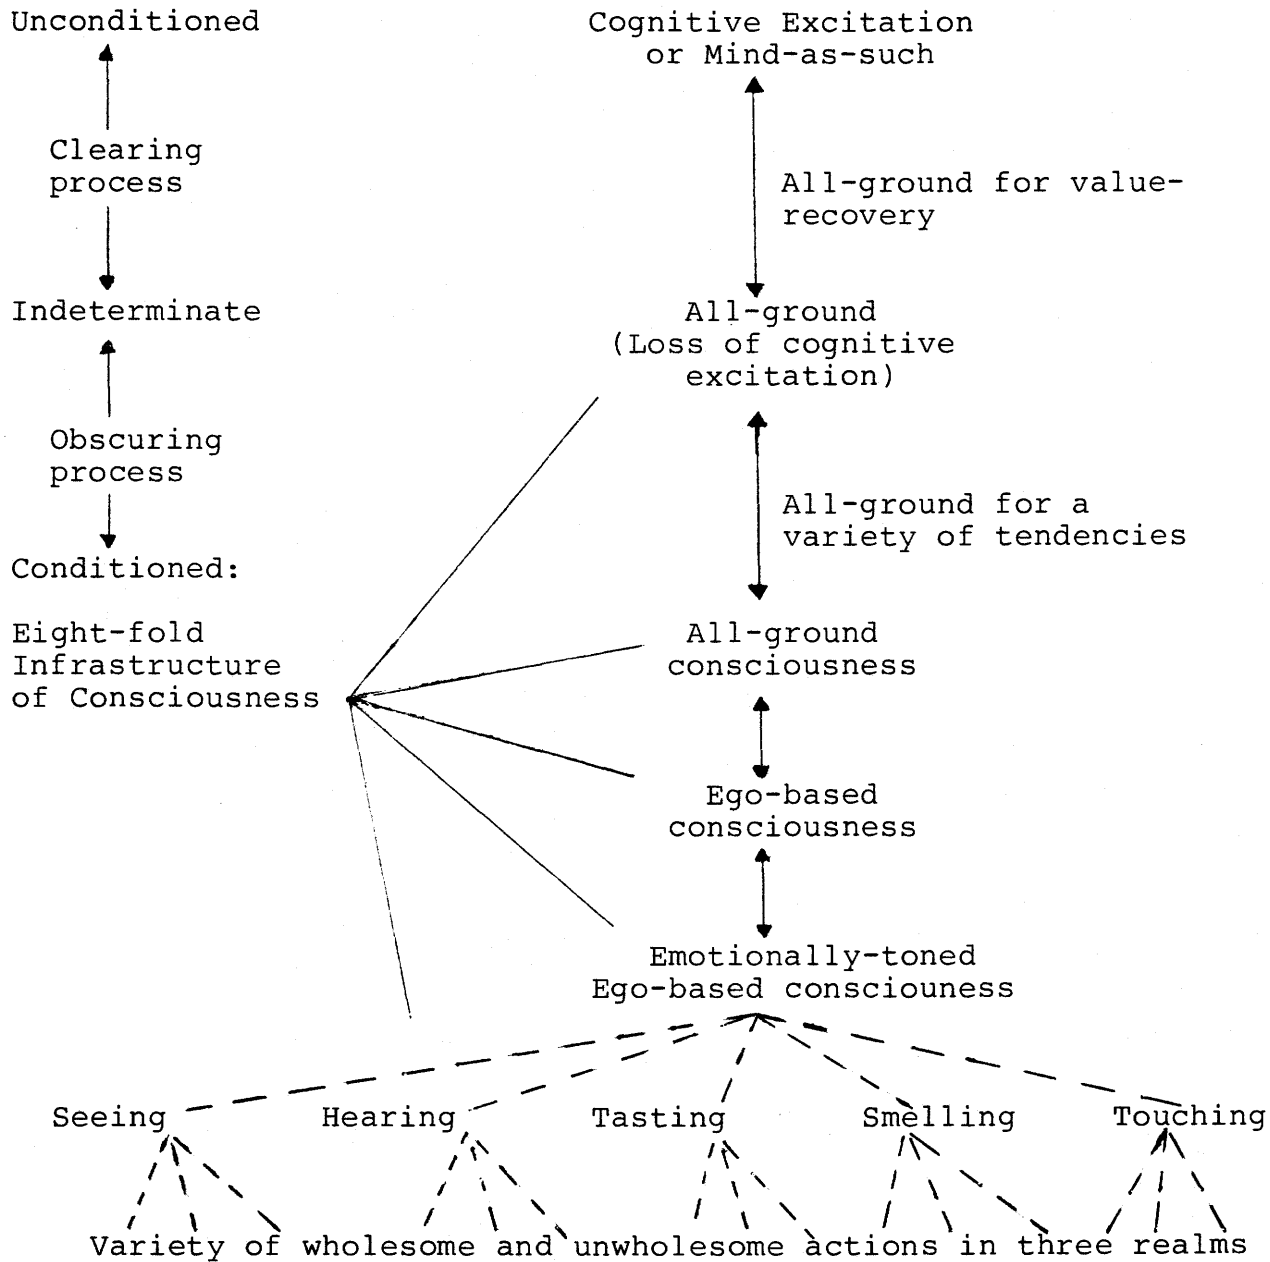 Unconditioned
Clearing
process
Indeterminate
Obscuring
process
Conditioned:
Eight-fold
Infrastructure
of Consciousness
Cognitive Excitation
or Mind-as-such
All-ground for value-
recovery
All-ground
(Loss of cognitive
excitation)
All-ground for a
variety of tendencies
All-ground
consciousness
Ego-based
consciousness
Emotionally-toned
Ego-based consciouness
Seeing Hearing Tasting Smelling Touching
Variety of wholesome and unwholesome actions in three realms